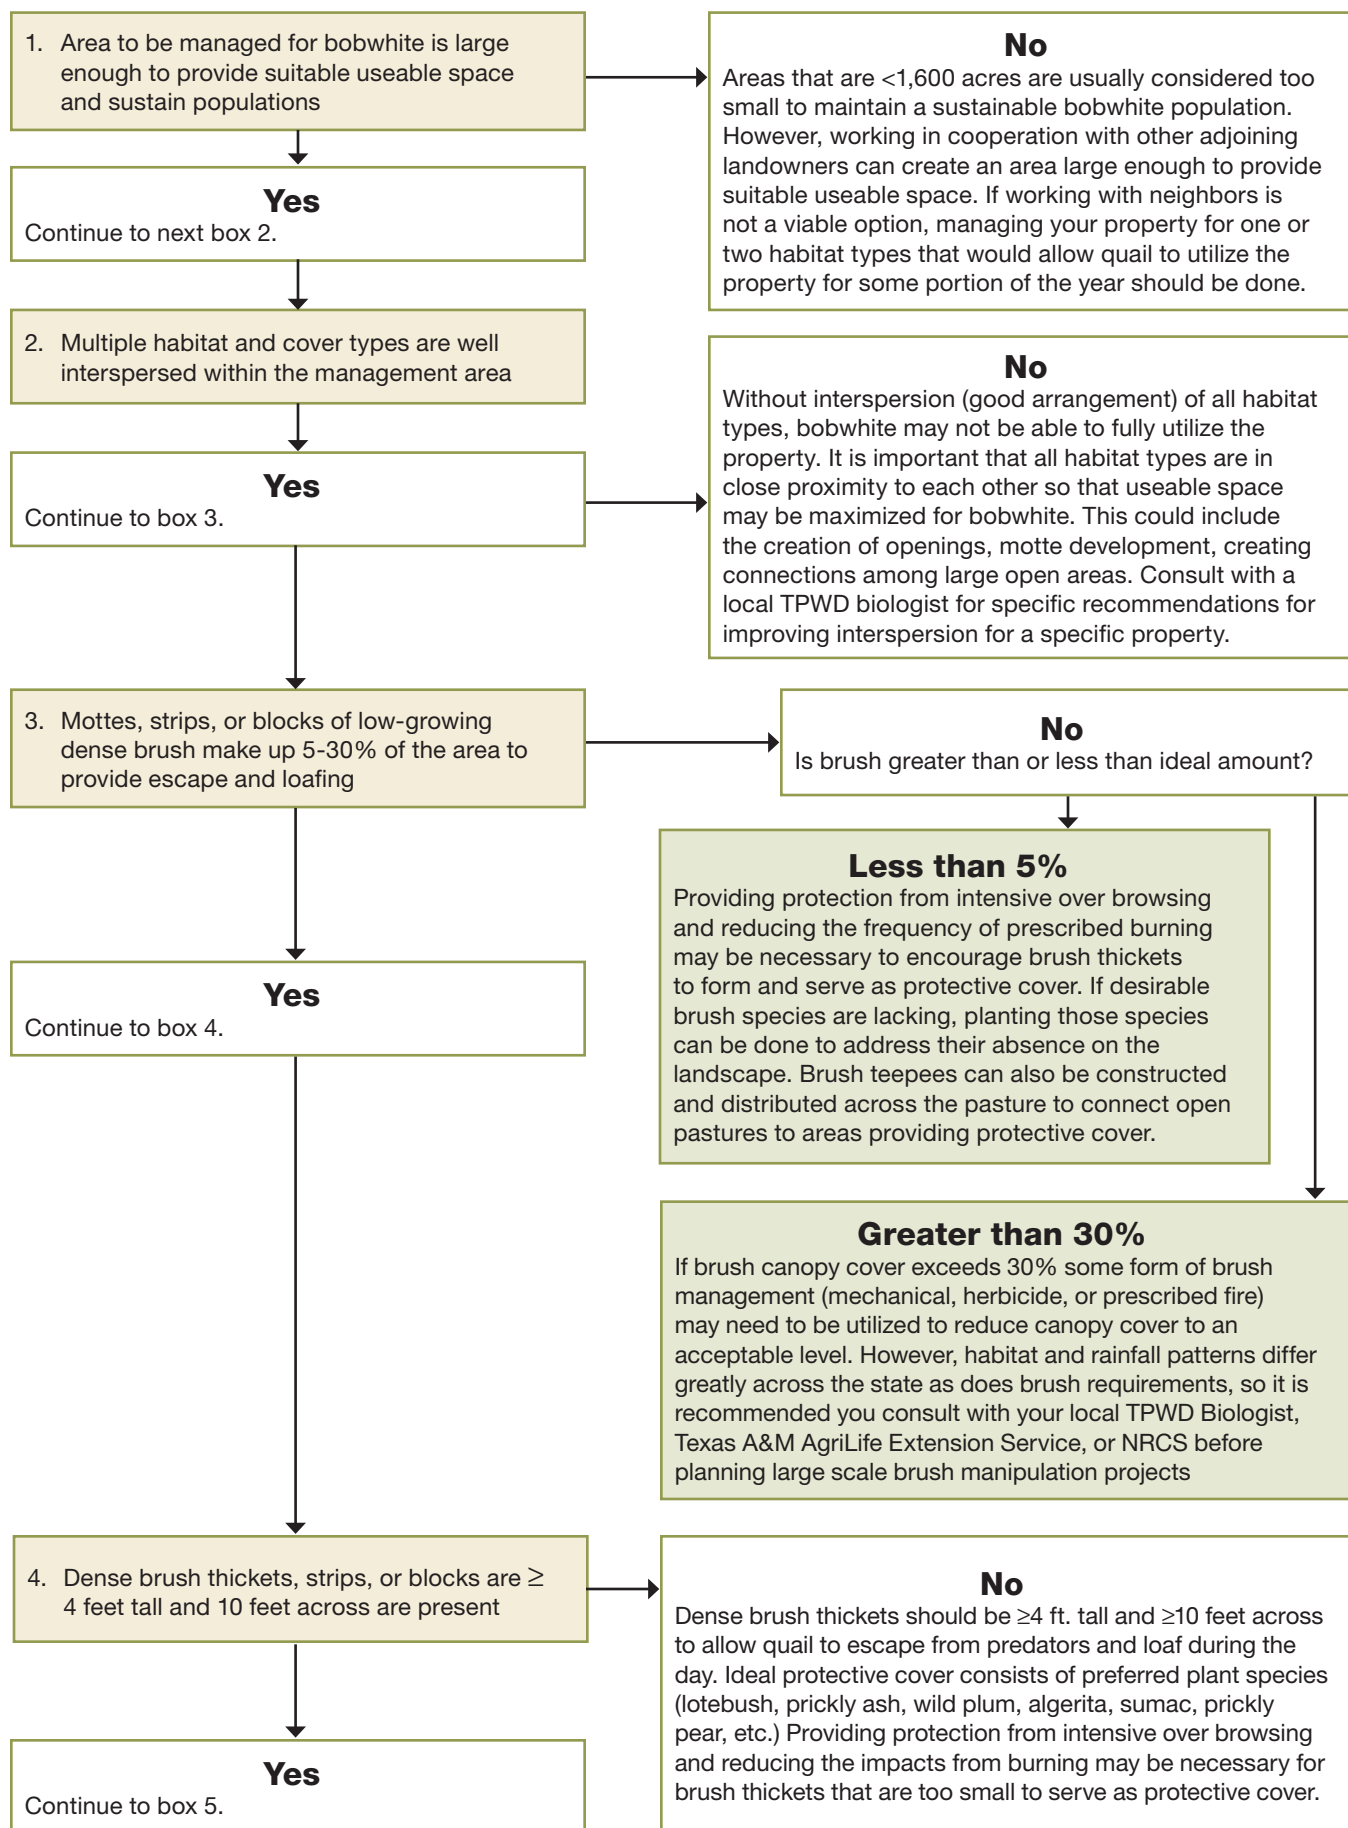 1. Area to be managed for bobwhite is large
enough to provide suitable useable space
and sustain populations
No
Areas that are <1,600 acres are usually considered too
small to maintain a sustainable bobwhite population.
However, working in cooperation with other adjoining
landowners can create an area large enough to provide
suitable useable space. If working with neighbors is
not a viable option, managing your property for one or
two habitat types that would allow quail to utilize the
property for some portion of the year should be done.
Yes
Continue to next box 2.
2. Multiple habitat and cover types are well
interspersed within the management area
Yes
Continue to box 3.
No
Without interspersion (good arrangement) of all habitat
types, bobwhite may not be able to fully utilize the
property. It is important that all habitat types are in
close proximity to each other so that useable space
may be maximized for bobwhite. This could include
the creation of openings, motte development, creating
connections among large open areas. Consult with a
local TPWD biologist for specific recommendations for
improving interspersion for a specific property.
3. Mottes, strips, or blocks of low-growing
dense brush make up 5-30% of the area to
provide escape and loafing
No
Is brush greater than or less than ideal amount?
Less than 5%
Providing protection from intensive over browsing
and reducing the frequency of prescribed burning
may be necessary to encourage brush thickets
to form and serve as protective cover. If desirable
brush species are lacking, planting those species
can be done to address their absence on the
landscape. Brush teepees can also be constructed
and distributed across the pasture to connect open
pastures to areas providing protective cover.
Yes
Continue to box 4.
Greater than 30%
If brush canopy cover exceeds 30% some form of brush
management (mechanical, herbicide, or prescribed fire)
may need to be utilized to reduce canopy cover to an
acceptable level. However, habitat and rainfall patterns differ
greatly across the state as does brush requirements, so it is
recommended you consult with your local TPWD Biologist,
Texas A&M AgriLife Extension Service, or NRCS before
planning large scale brush manipulation projects
4. Dense brush thickets, strips, or blocks are ≥
4 feet tall and 10 feet across are present
No
Dense brush thickets should be ≥4 ft. tall and ≥10 feet across
to allow quail to escape from predators and loaf during the
day. Ideal protective cover consists of preferred plant species
(lotebush, prickly ash, wild plum, algerita, sumac, prickly
pear, etc.) Providing protection from intensive over browsing
and reducing the impacts from burning may be necessary for
brush thickets that are too small to serve as protective cover.
Yes
Continue to box 5.